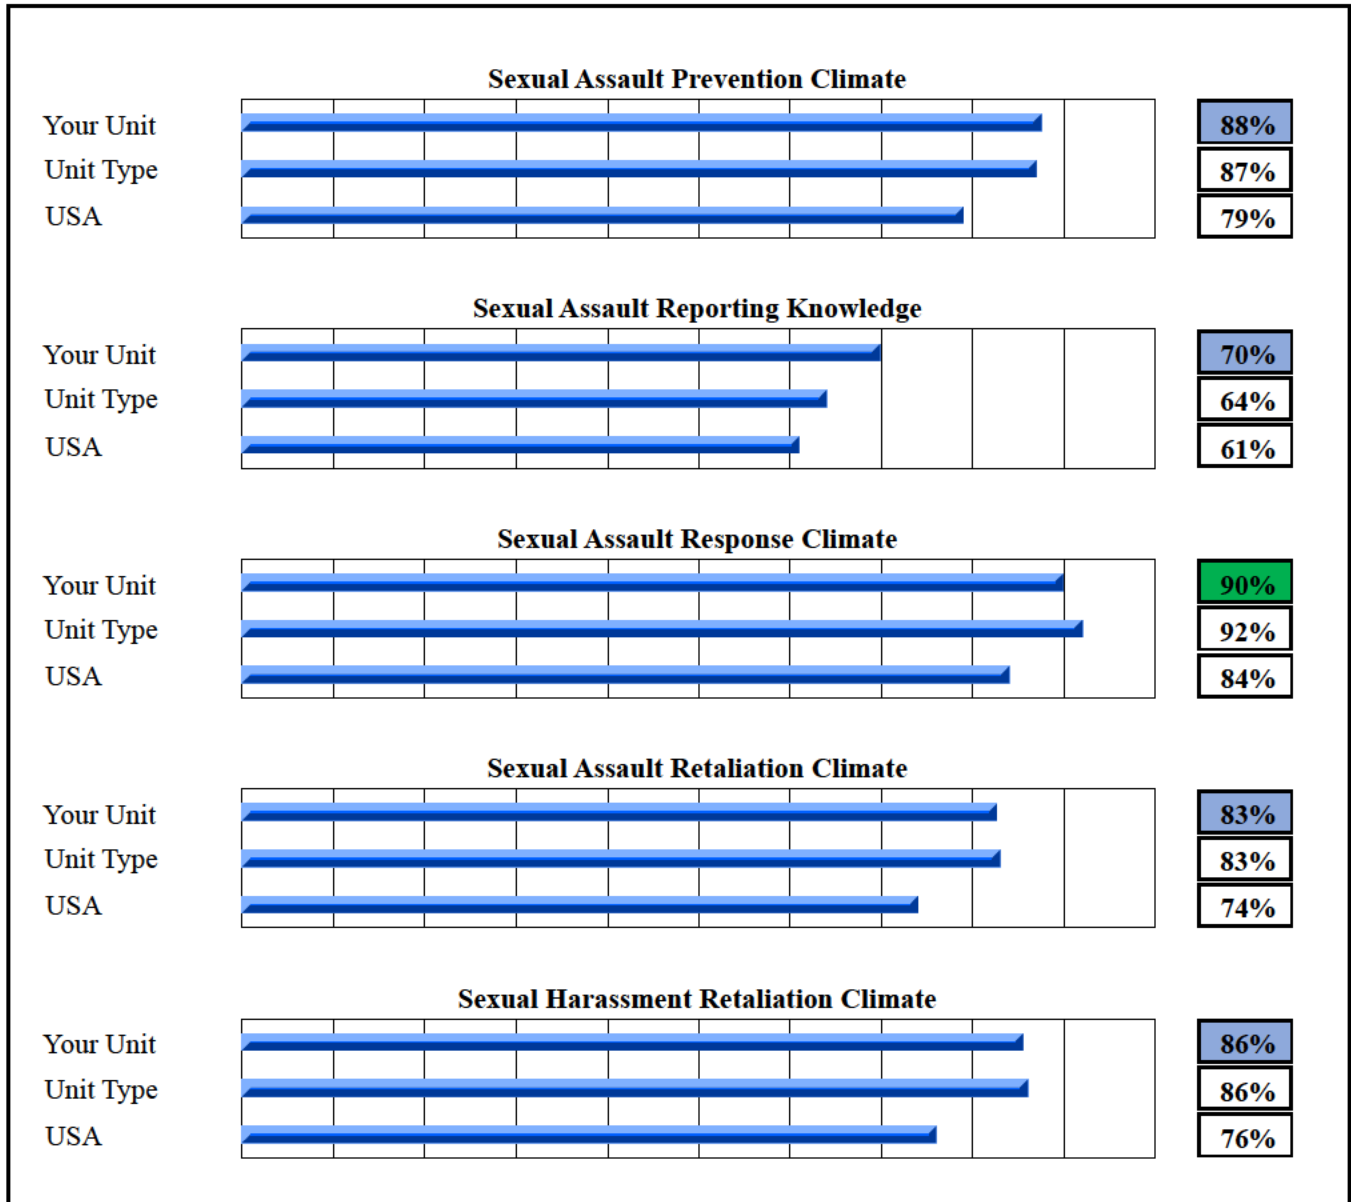 Sexual Assault Prevention Climate
Your Unit 88%
Unit Type 87%
USA 79%
Sexual Assault Reporting Knowledge
Your Unit 70%
Unit Type 64%
USA 61%
Sexual Assault Response Climate
Your Unit 90%
Unit Type 92%
USA 84%
Sexual Assault Retaliation Climate
Your Unit 83%
Unit Type 83%
USA 74%
Sexual Harassment Retaliation Climate
Your Unit 86%
Unit Type 86%
USA 76%